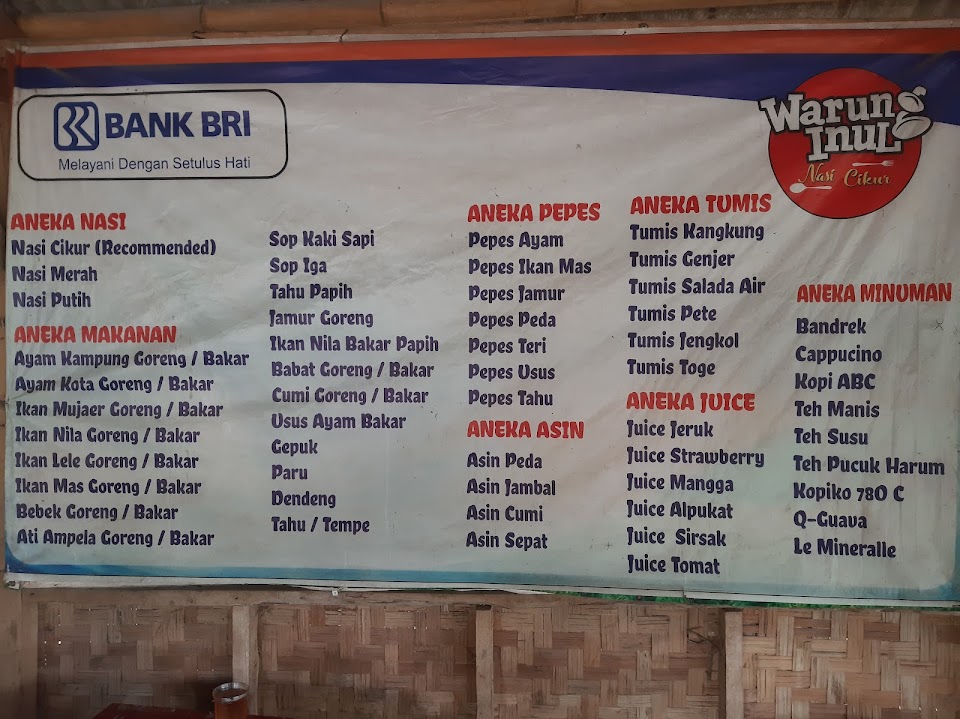 BANK BRI
Melayani Dengan Setulus Hati
Warung
Inul
Nasi Cikur
ANEKA NASI
Nasi Cikur (Recommended)
Nasi Merah
Nasi Putih
ANEKA MAKANAN
Ayam Kampung Goreng / Bakar
Ayam Kota Goreng / Bakar
Ikan Mujaer Goreng / Bakar
Ikan Nila Goreng / Bakar
Ikan Lele Goreng / Bakar
Ikan Mas Goreng / Bakar
Bebek Goreng / Bakar
Ati Ampela Goreng / Bakar
Sop Kaki Sapi
Sop Iga
Tahu Papih
Jamur Goreng
Ikan Nila Bakar Papih
Babat Goreng / Bakar
Cumi Goreng / Bakar
Usus Ayam Bakar
Gepuk
Paru
Dendeng
Tahu / Tempe
ANEKA PEPES
Pepes Ayam
Pepes Ikan Mas
Pepes Jamur
Pepes Peda
Pepes Teri
Pepes Usus
Pepes Tahu
ANEKA ASIN
Asin Peda
Asin Jambal
Asin Cumi
Asin Sepat
ANEKA TUMIS
Tumis Kangkung
Tumis Genjer
Tumis Salada Air
Tumis Pete
Tumis Jengkol
Tumis Toge
ANEKA JUICE
Juice Jeruk
Juice Strawberry
Juice Mangga
Juice Alpukat
Juice Sirsak
Juice Tomat
ANEKA MINUMAN
Bandrek
Cappucino
Kopi ABC
Teh Manis
Teh Susu
Teh Pucuk Harum
Kopiko 780 C
Q-Guava
Le Mineralle